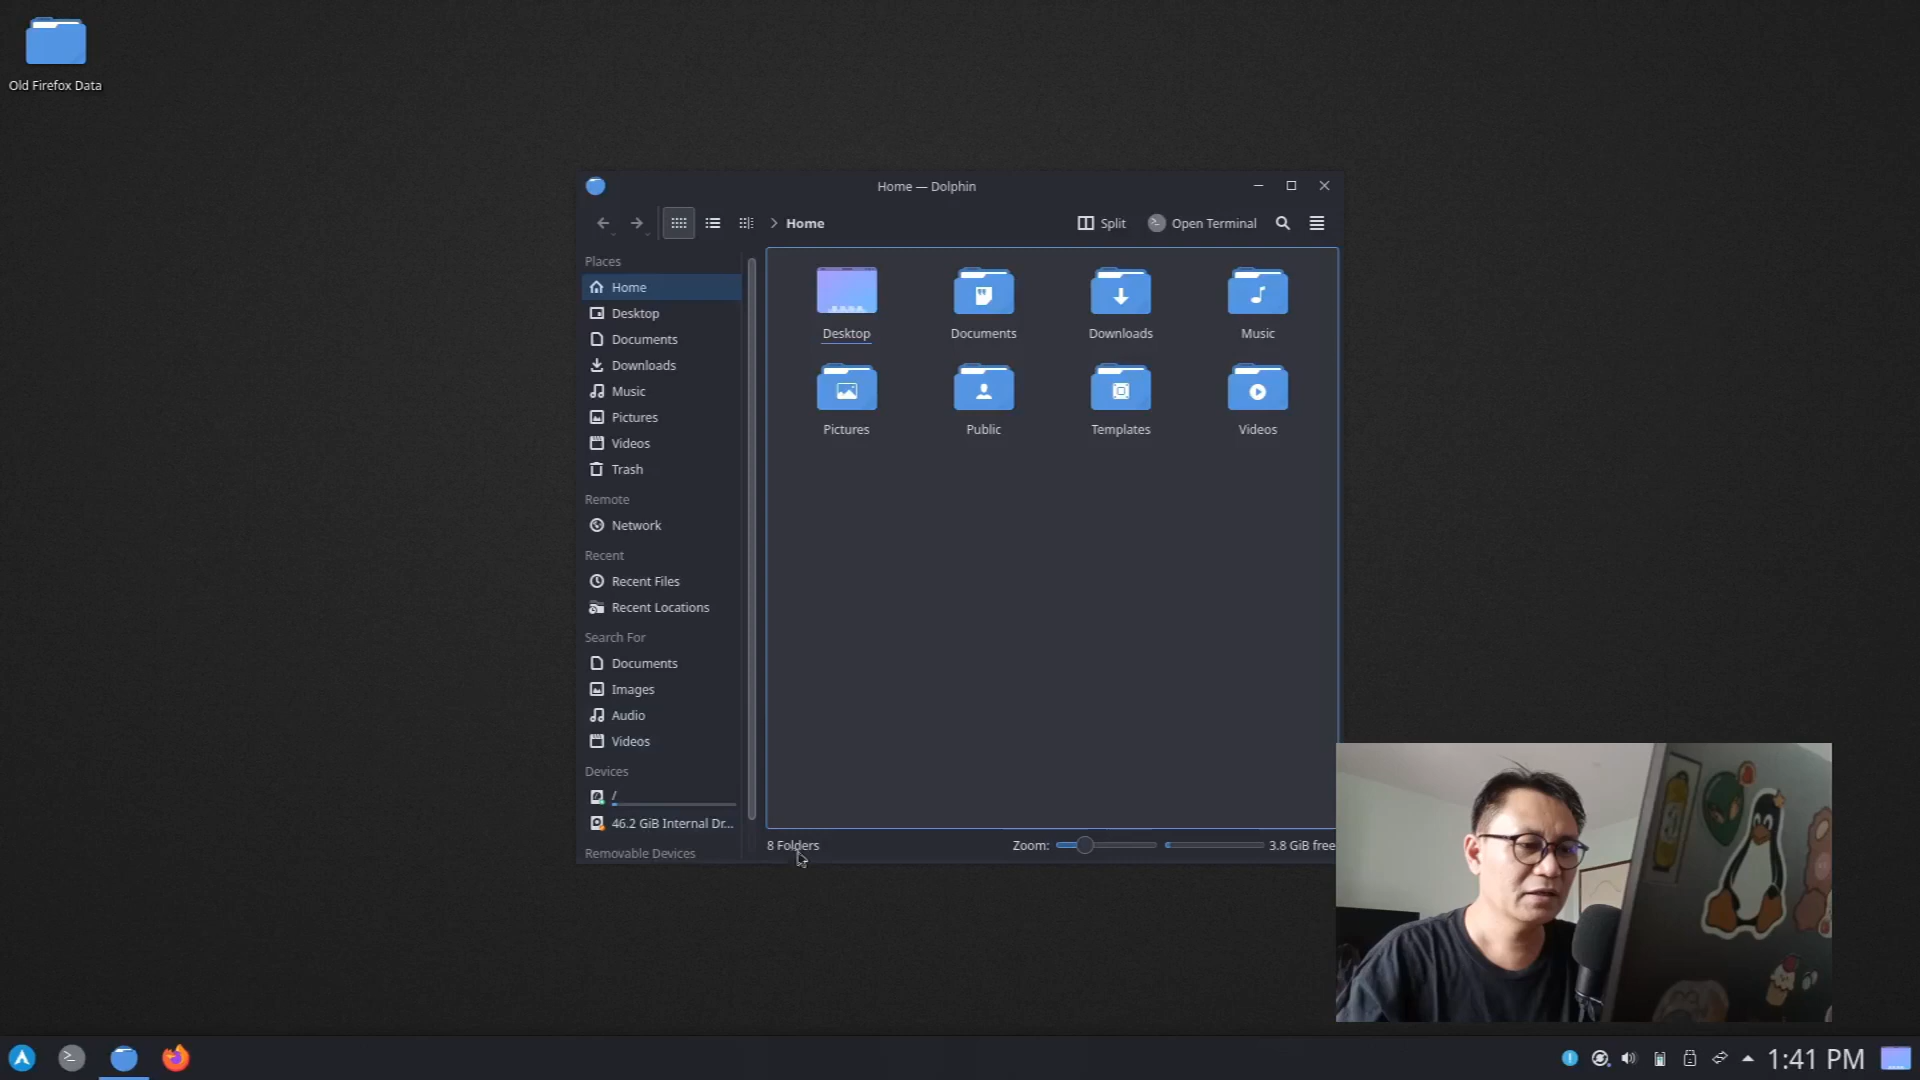 Old Firefox Data
Home — Dolphin
Home
Split
Open Terminal
Places
Home
Desktop
Documents
Downloads
Music
Pictures
Videos
Trash
Remote
Network
Recent
Recent Files
Recent Locations
Search For
Documents
Images
Audio
Videos
Devices
/
46.2 GiB Internal Dr...
Removable Devices
Desktop
Documents
Downloads
Music
Pictures
Public
Templates
Videos
8 Folders
Zoom:
3.8 GiB free
1:41 PM